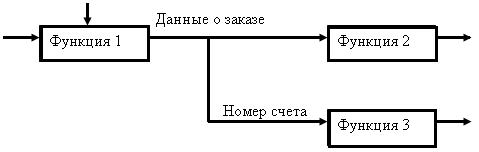 Данные о заказе
Функция 1
Функция 2
Номер счета
Функция 3